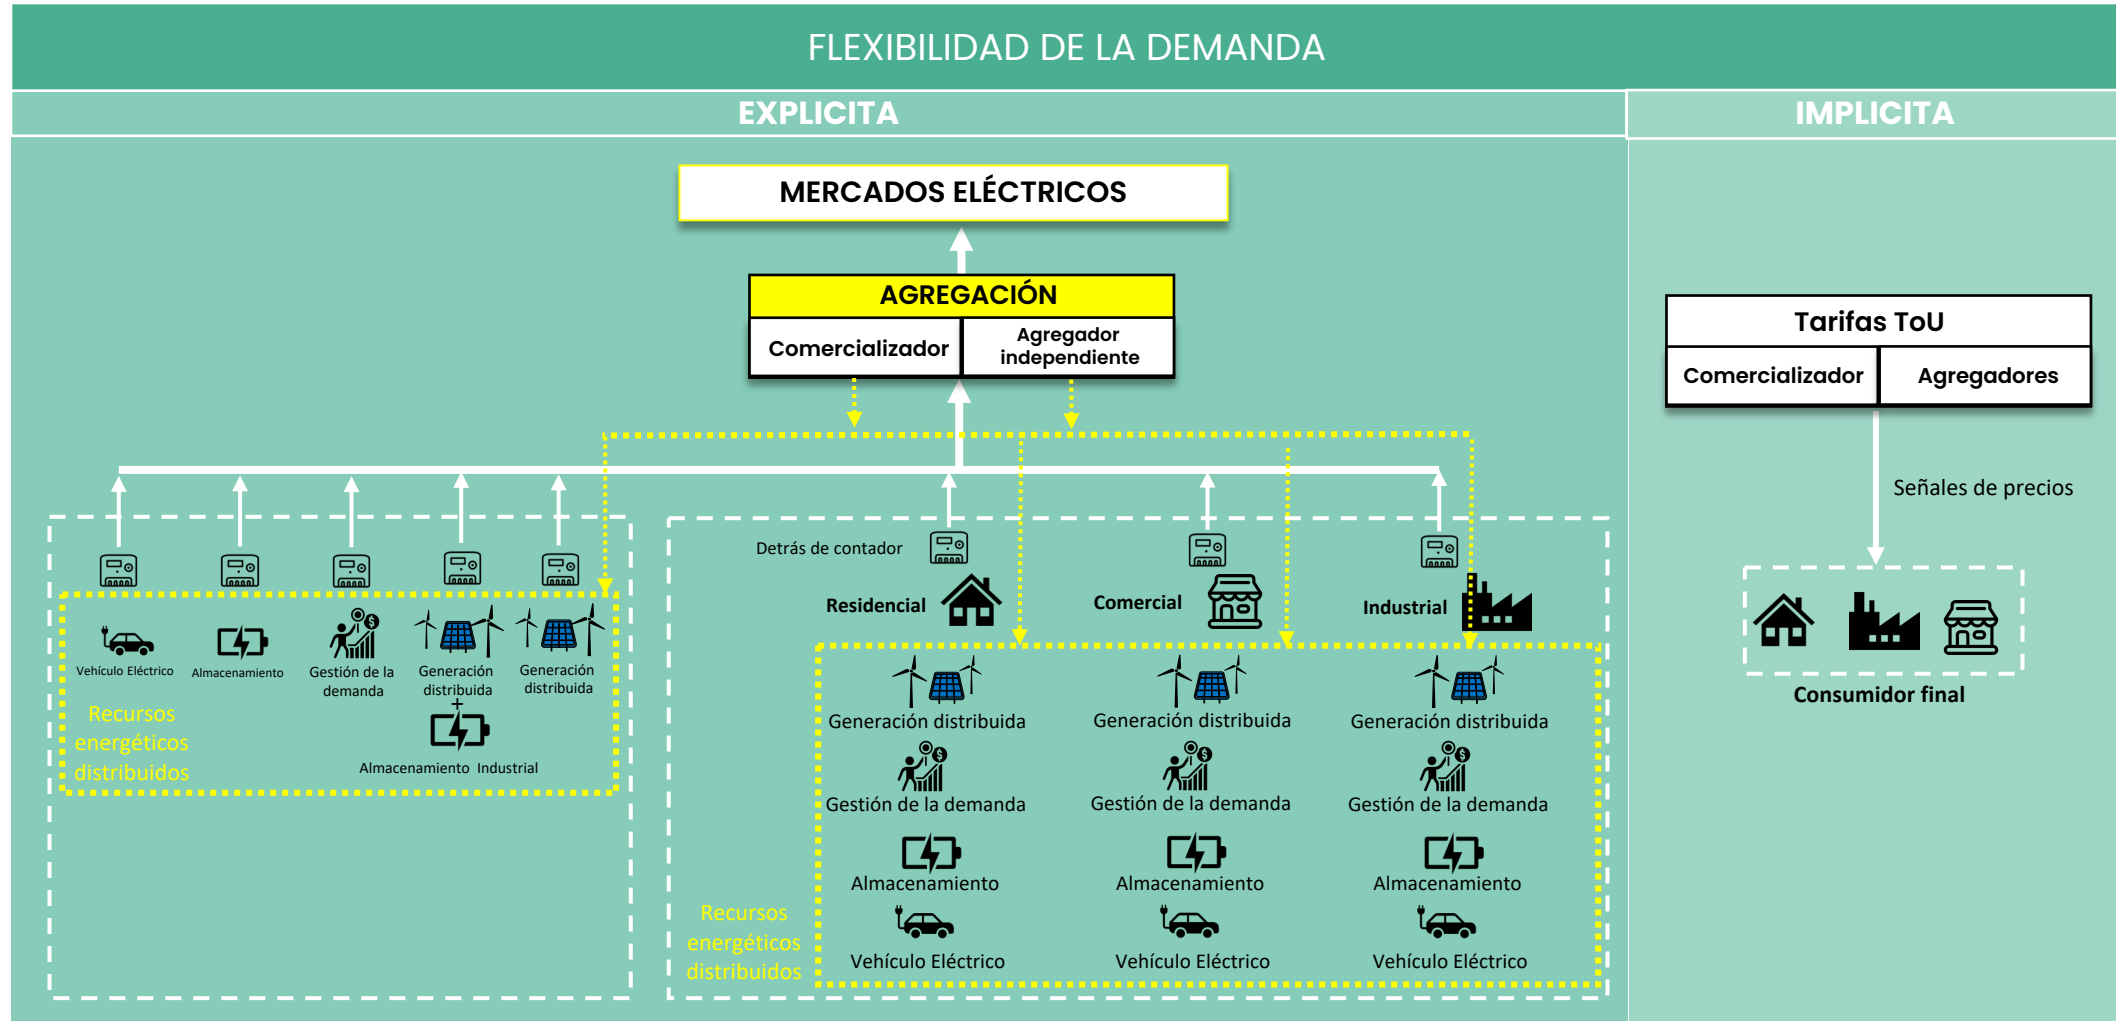 FLEXIBILIDAD DE LA DEMANDA
EXPLICITA
IMPLICITA
MERCADOS ELÉCTRICOS
AGREGACIÓN
Comercializador
Agregador
independiente
Tarifas ToU
Comercializador
Agregadores
Señales de precios
Consumidor final
Vehículo Eléctrico
Almacenamiento
Gestión de la
demanda
Generación
distribuida
+
Almacenamiento Industrial
Generación
distribuida
Recursos
energéticos
distribuidos
Detrás de contador
Residencial
Comercial
Industrial
Generación distribuida
Generación distribuida
Generación distribuida
Gestión de la demanda
Gestión de la demanda
Gestión de la demanda
Almacenamiento
Almacenamiento
Almacenamiento
Vehículo Eléctrico
Vehículo Eléctrico
Vehículo Eléctrico
Recursos
energéticos
distribuidos